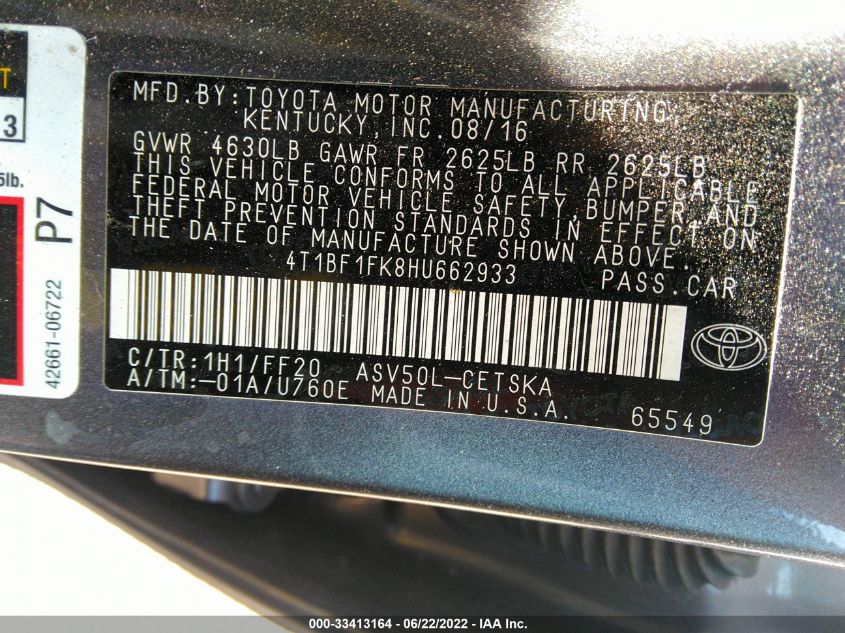 T
3
5lb.
P7
42661-06722
MFD.BY:TOYOTA MOTOR MANUFACTURING,
KENTUCKY,INC.08/16
GVWR 4630LB GAWR FR 2625LB RR 2625LB
THIS VEHICLE CONFORMS TO ALL APPLICABLE
FEDERAL MOTOR VEHICLE SAFETY,BUMPER,AND
THEFT PREVENTION STANDARDS IN EFFECT ON
THE DATE OF MANUFACTURE SHOWN ABOVE.
4T1BF1FK8HU662933 PASS.CAR
C/TR:1H1/FF20 ASV50L-CETSKA
A/TM:-01A/U760E MADE IN U.S.A. 65549
000-33413164 - 06/22/2022 - IAA Inc.